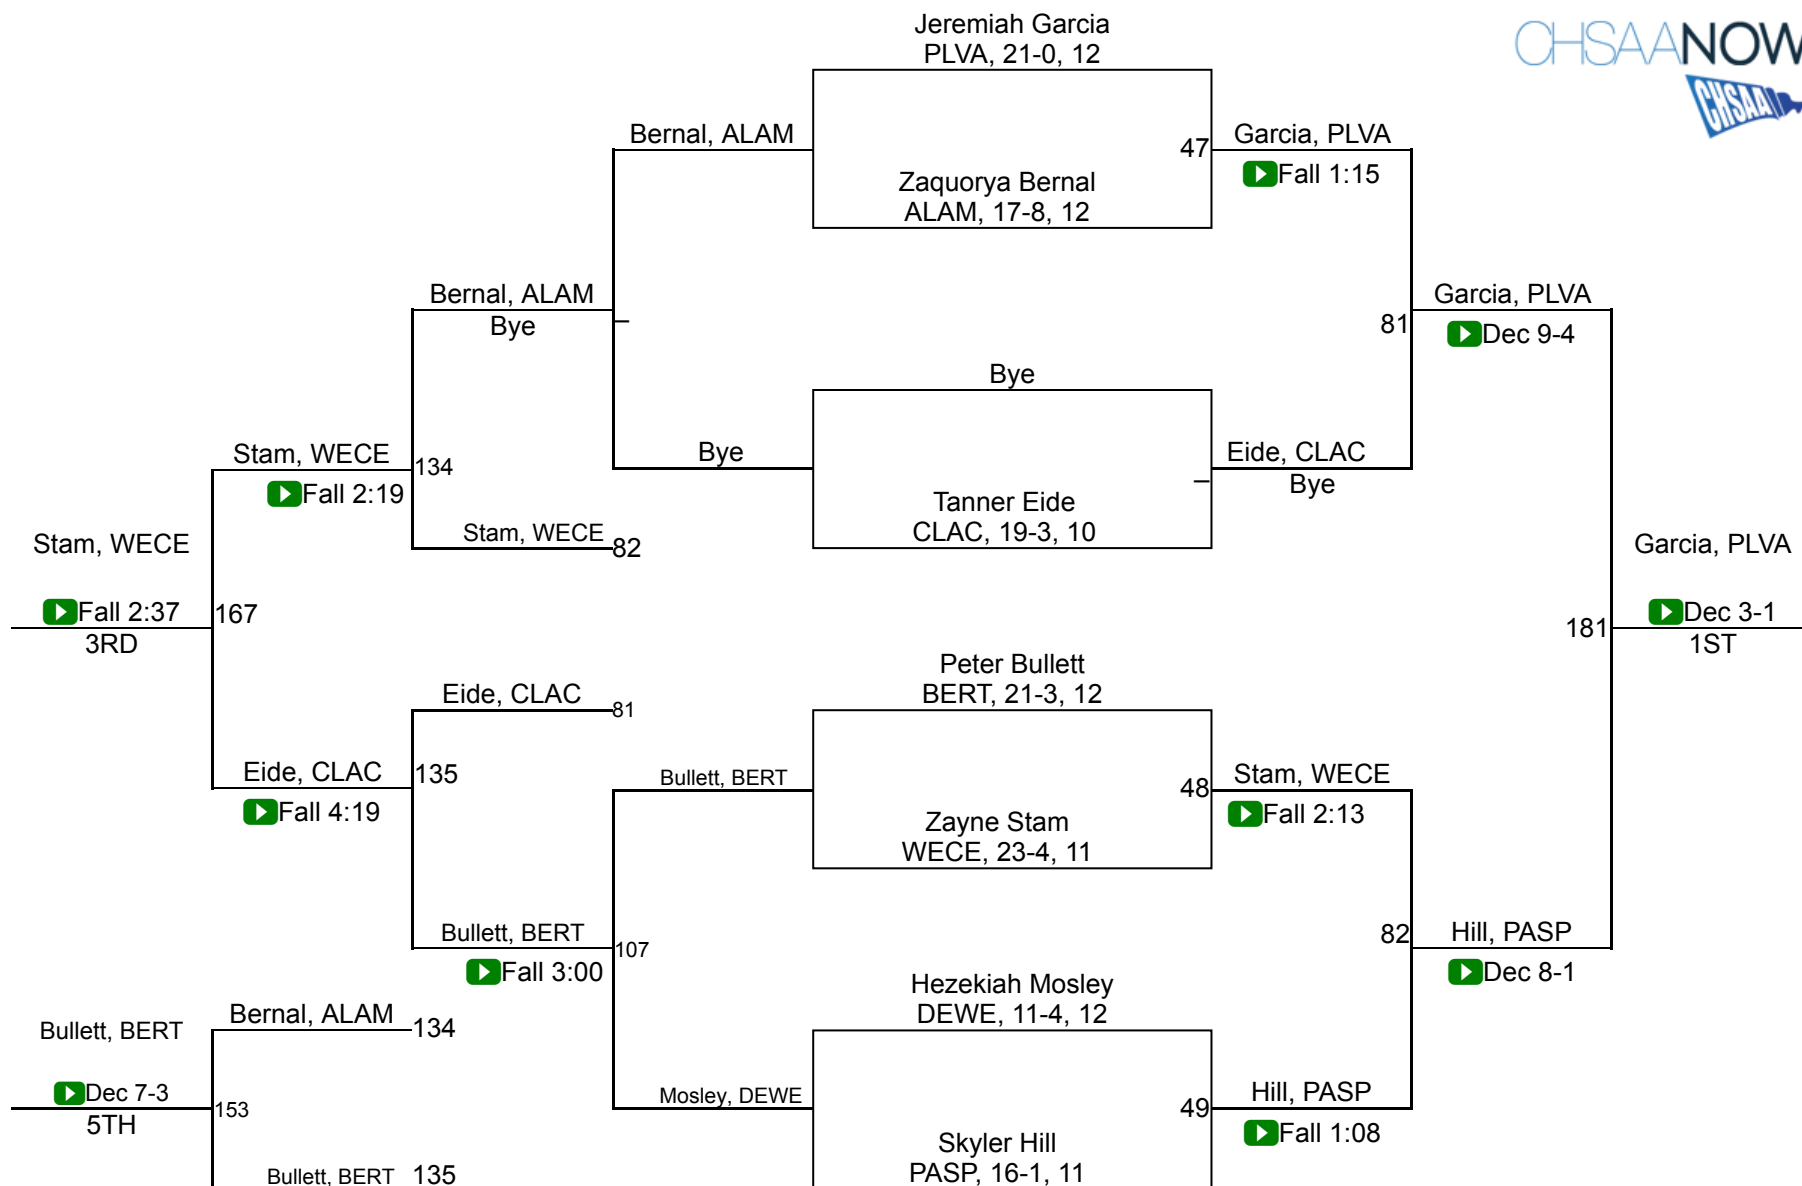 Jeremiah Garcia
PLVA, 21-0, 12
CHSAANOW
CHSAA
Bernal, ALAM
47
Garcia, PLVA
Fall 1:15
Zaquorya Bernal
ALAM, 17-8, 12
Bernal, ALAM
Bye
Garcia, PLVA
81
Dec 9-4
Bye
Stam, WECE
134
Fall 2:19
Bye
Eide, CLAC
Bye
Tanner Eide
CLAC, 19-3, 10
Stam, WECE
82
Stam, WECE
Fall 2:37
167
3RD
Garcia, PLVA
181
Dec 3-1
1ST
Peter Bullett
BERT, 21-3, 12
Eide, CLAC
81
Eide, CLAC
135
Fall 4:19
Bullett, BERT
48
Stam, WECE
Fall 2:13
Zayne Stam
WECE, 23-4, 11
Bullett, BERT
107
Fall 3:00
82
Hill, PASP
Dec 8-1
Hezekiah Mosley
DEWE, 11-4, 12
Bernal, ALAM
134
Bullett, BERT
Dec 7-3
153
5TH
Mosley, DEWE
49
Hill, PASP
Fall 1:08
Skyler Hill
PASP, 16-1, 11
Bullett, BERT
135